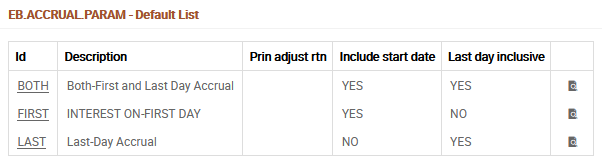 EB.ACCRUAL.PARAM - Default List
Id Description Prin adjust rtn Include start date Last day inclusive
BOTH Both-First and Last Day Accrual YES YES
FIRST INTEREST ON-FIRST DAY YES NO
LAST Last-Day Accrual NO YES